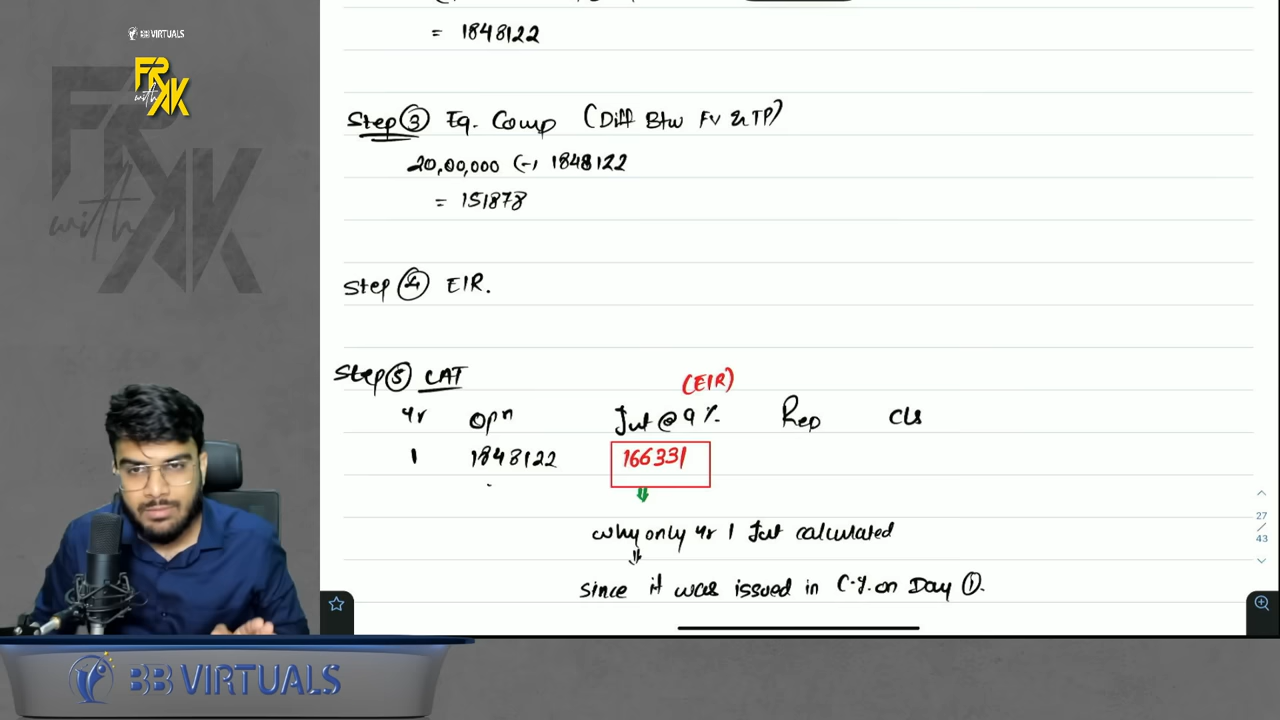 BB VIRTUALS
FR
with
AK
= 1848122
Step ③ Eq. Comp (Diff Btw FV & TP)
20,00,000 (-) 1848122
= 151878
Step ④ EIR.
Step ⑤ CAT
(EIR)
Yr Opn Int @ 9 %. Rep Cls
1 1848122 166331
Why only Yr 1 Int calculated
Since it was issued in C.Y. on Day ①.
27
/
43
BB VIRTUALS